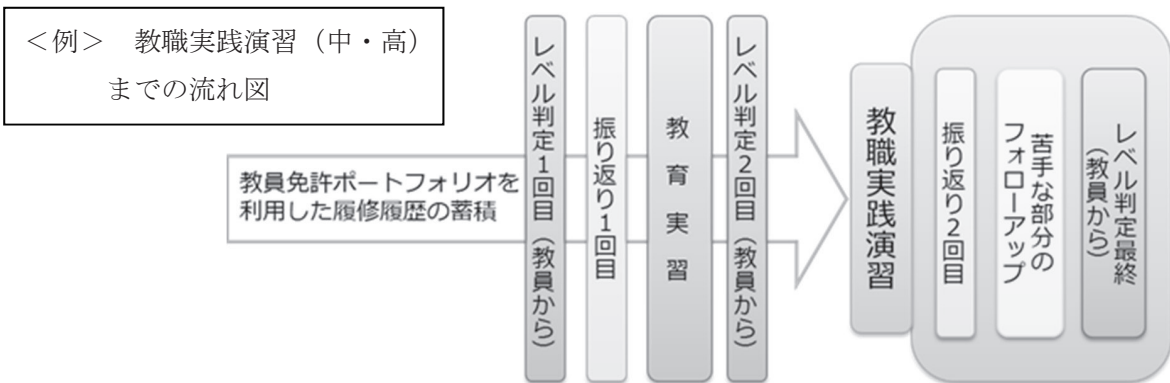 <例> 教職実践演習(中・高)
までの流れ図
教員免許ポートフォリオを
利用した履修履歴の蓄積
レベル判定1回目(教員から)
振り返り1回目
教育実習
レベル判定2回目(教員から)
教職実践演習
振り返り2回目
苦手な部分の
フォローアップ
レベル判定最終
(教員から)